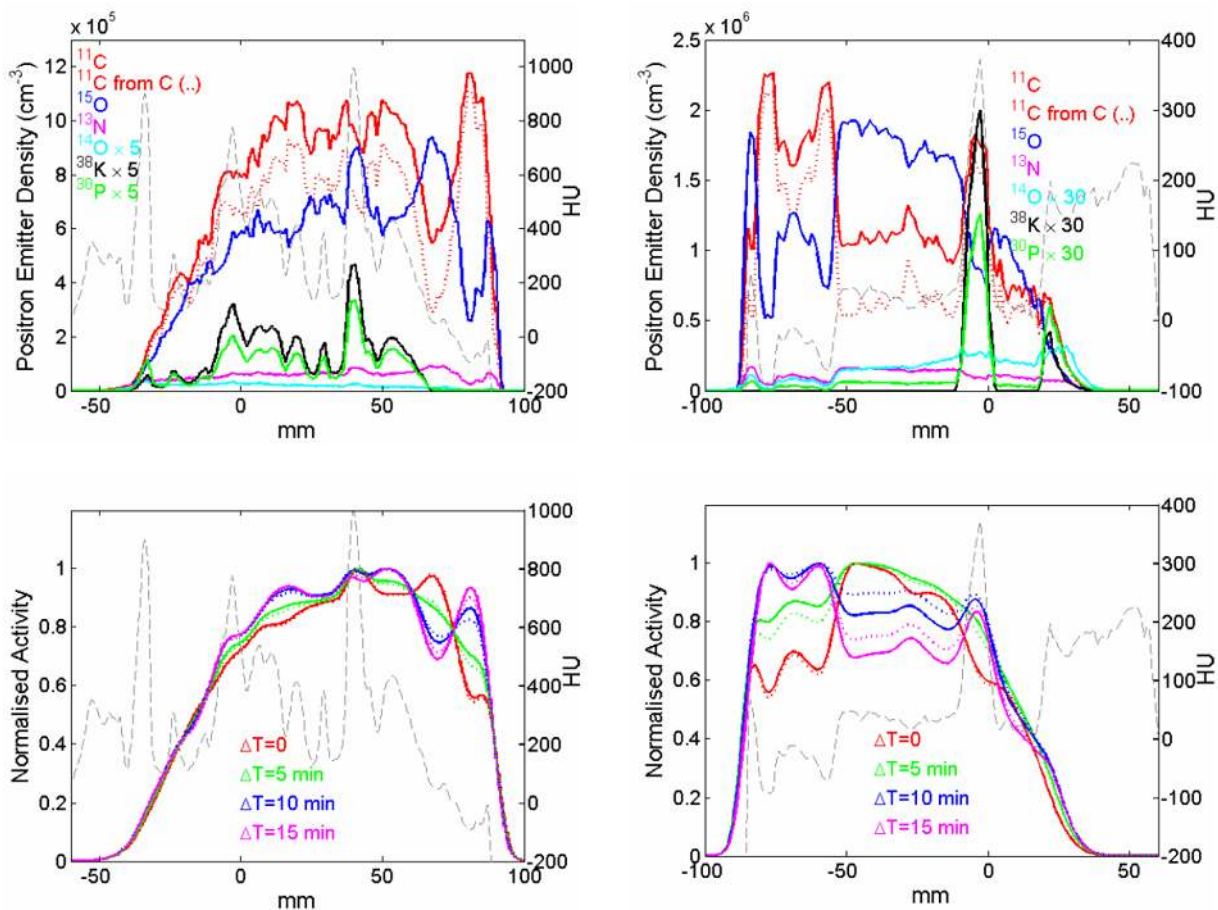 x 10⁵
Positron Emitter Density (cm⁻³)
12
10
8
6
4
2
0
¹¹C
¹¹C from C (..)
¹⁵O
¹³N
¹⁴O × 5
³⁸K × 5
³⁰P × 5
1000
800
600
400
200
0
-200
HU
-50
0
50
100
mm
x 10⁶
Positron Emitter Density (cm⁻³)
2.5
2
1.5
1
0.5
0
¹¹C
¹¹C from C (..)
¹⁵O
¹³N
¹⁴O × 30
³⁸K × 30
³⁰P × 30
400
300
200
100
0
-100
HU
-100
-50
0
50
mm
Normalised Activity
1
0.8
0.6
0.4
0.2
0
ΔT=0
ΔT=5 min
ΔT=10 min
ΔT=15 min
1000
800
600
400
200
0
-200
HU
-50
0
50
100
mm
Normalised Activity
1
0.8
0.6
0.4
0.2
0
ΔT=0
ΔT=5 min
ΔT=10 min
ΔT=15 min
400
300
200
100
0
-100
-200
HU
-100
-50
0
50
mm